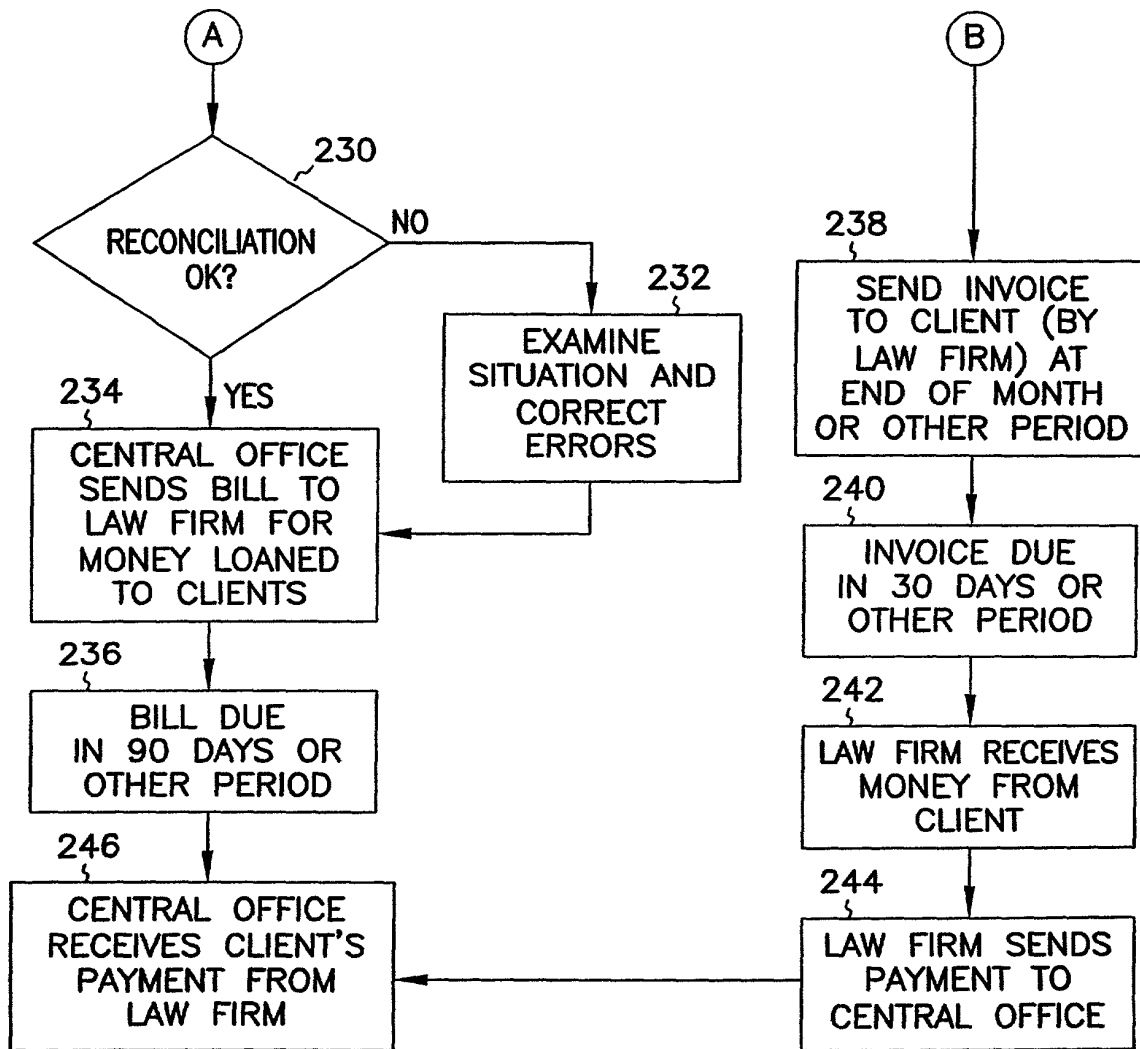 A
230
RECONCILIATION
OK?
NO
YES
232
EXAMINE
SITUATION AND
CORRECT
ERRORS
234
CENTRAL OFFICE
SENDS BILL TO
LAW FIRM FOR
MONEY LOANED
TO CLIENTS
236
BILL DUE
IN 90 DAYS OR
OTHER PERIOD
246
CENTRAL OFFICE
RECEIVES CLIENT'S
PAYMENT FROM
LAW FIRM
B
238
SEND INVOICE
TO CLIENT (BY
LAW FIRM) AT
END OF MONTH
OR OTHER PERIOD
240
INVOICE DUE
IN 30 DAYS OR
OTHER PERIOD
242
LAW FIRM RECEIVES
MONEY FROM
CLIENT
244
LAW FIRM SENDS
PAYMENT TO
CENTRAL OFFICE